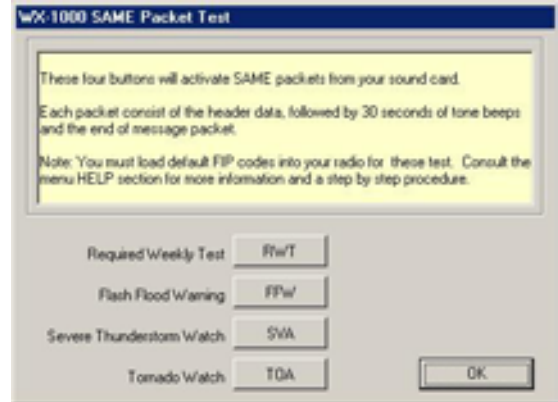 WX-1000 SAME Packet Test
These four buttons will activate SAME packets from your sound card.
Each packet consist of the header data, followed by 30 seconds of tone beeps
and the end of message packet.
Note: You must load default FIP codes into your radio for these test. Consult the
menu HELP section for more information and a step by step procedure.
Required Weekly Test RWT
Flash Flood Warning FFW
Severe Thunderstorm Watch SVA
Tornado Watch TOA
OK